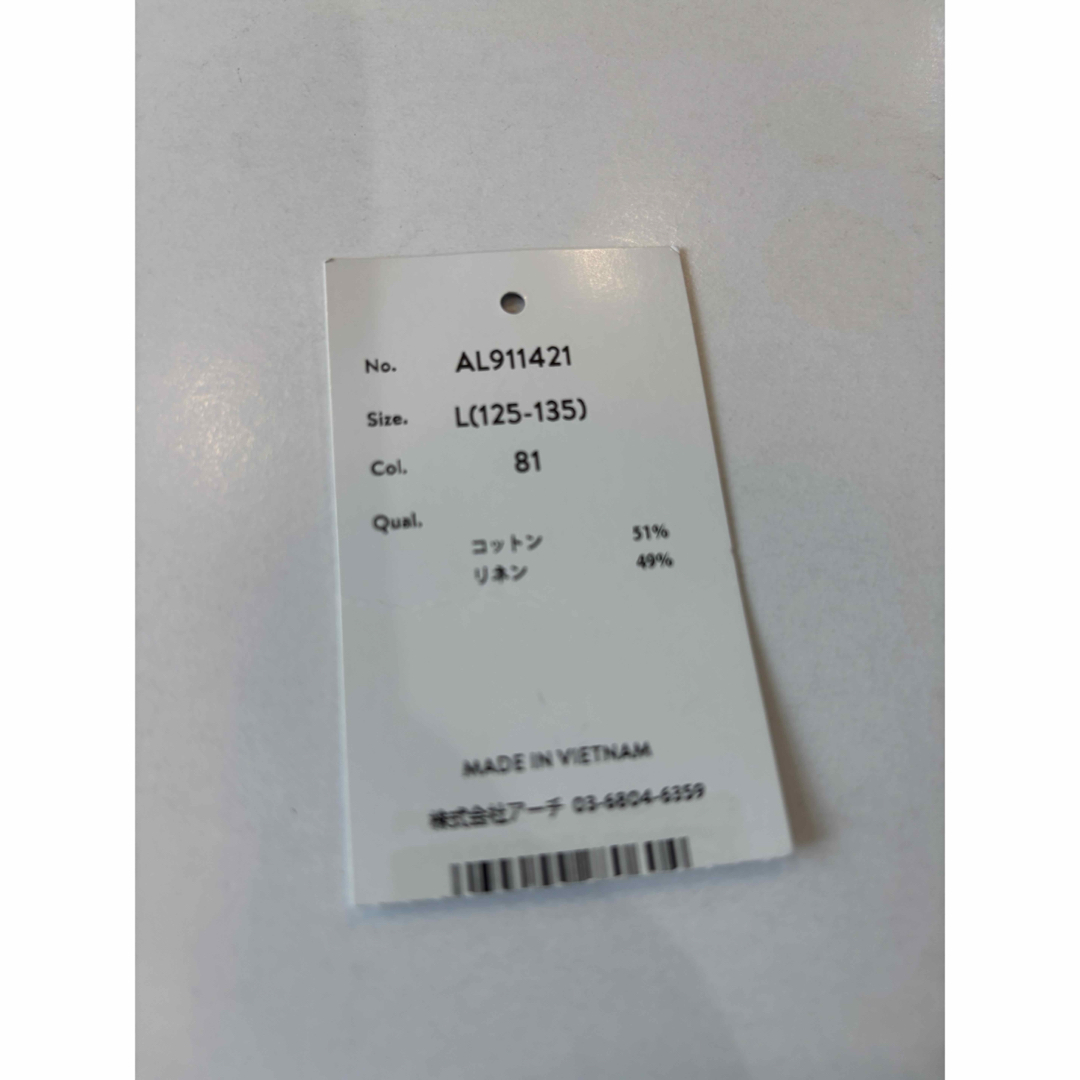 No. AL911421
Size. L(125-135)
Col. 81
Qual.
コットン 51%
リネン 49%
MADE IN VIETNAM
株式会社アーチ 03-6804-6359